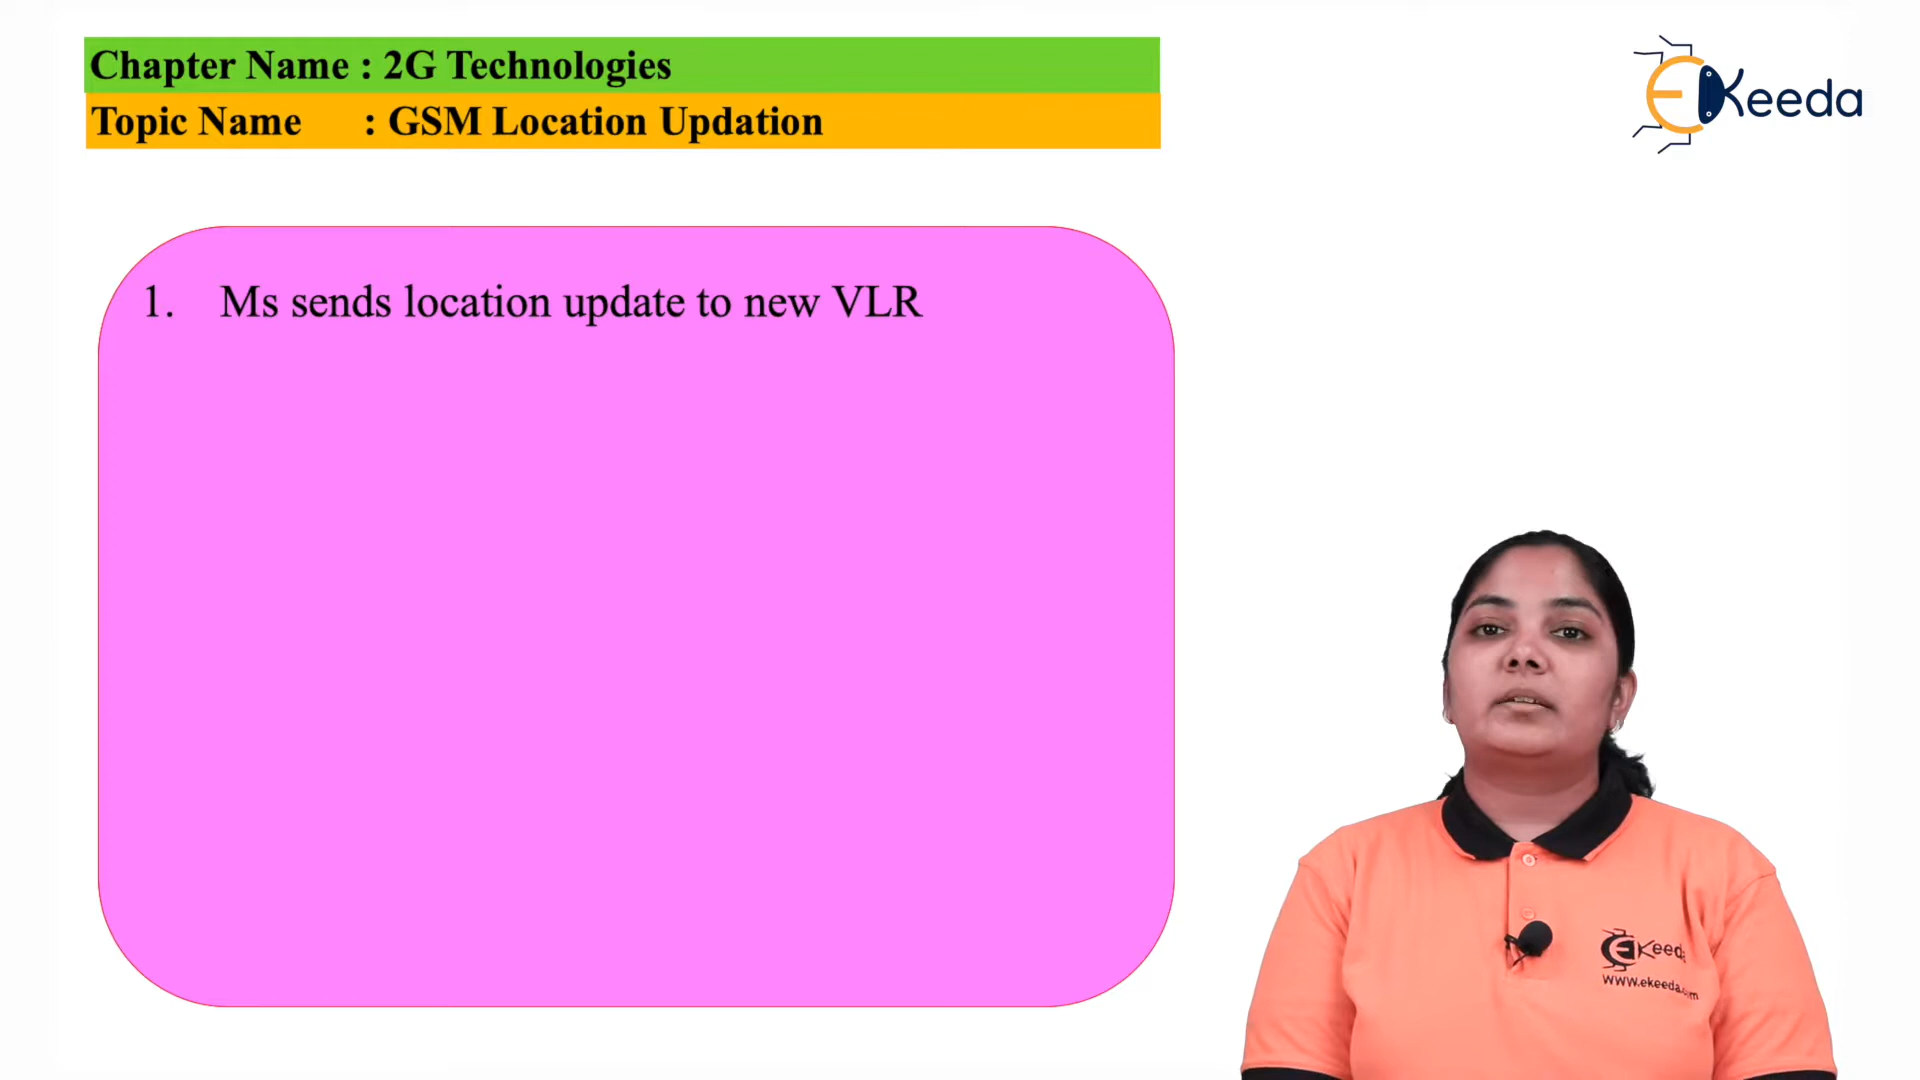 Chapter Name : 2G Technologies
Topic Name : GSM Location Updation
EKeeda
1. Ms sends location update to new VLR
EKeeda
www.ekeeda.com